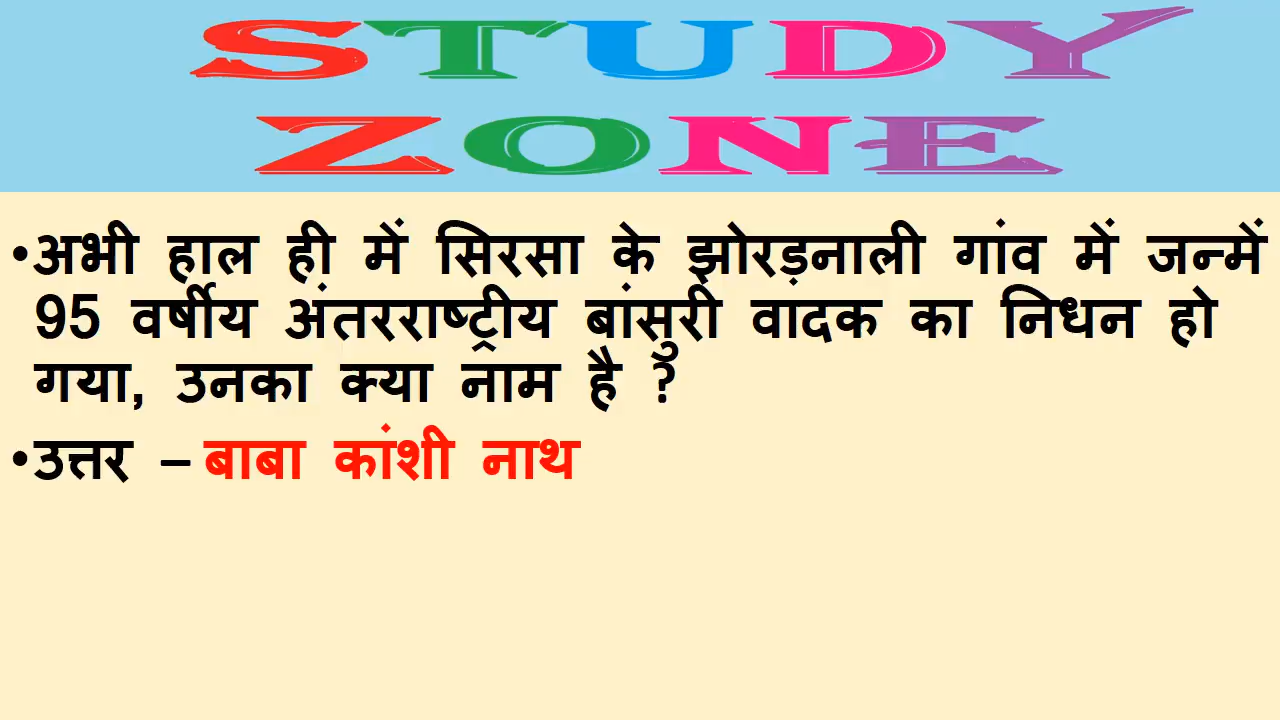 STUDY
ZONE
•अभी हाल ही में सिरसा के झोरड़नाली गांव में जन्में
95 वर्षीय अंतरराष्ट्रीय बांसुरी वादक का निधन हो
गया, उनका क्या नाम है ?
•उत्तर – बाबा कांशी नाथ